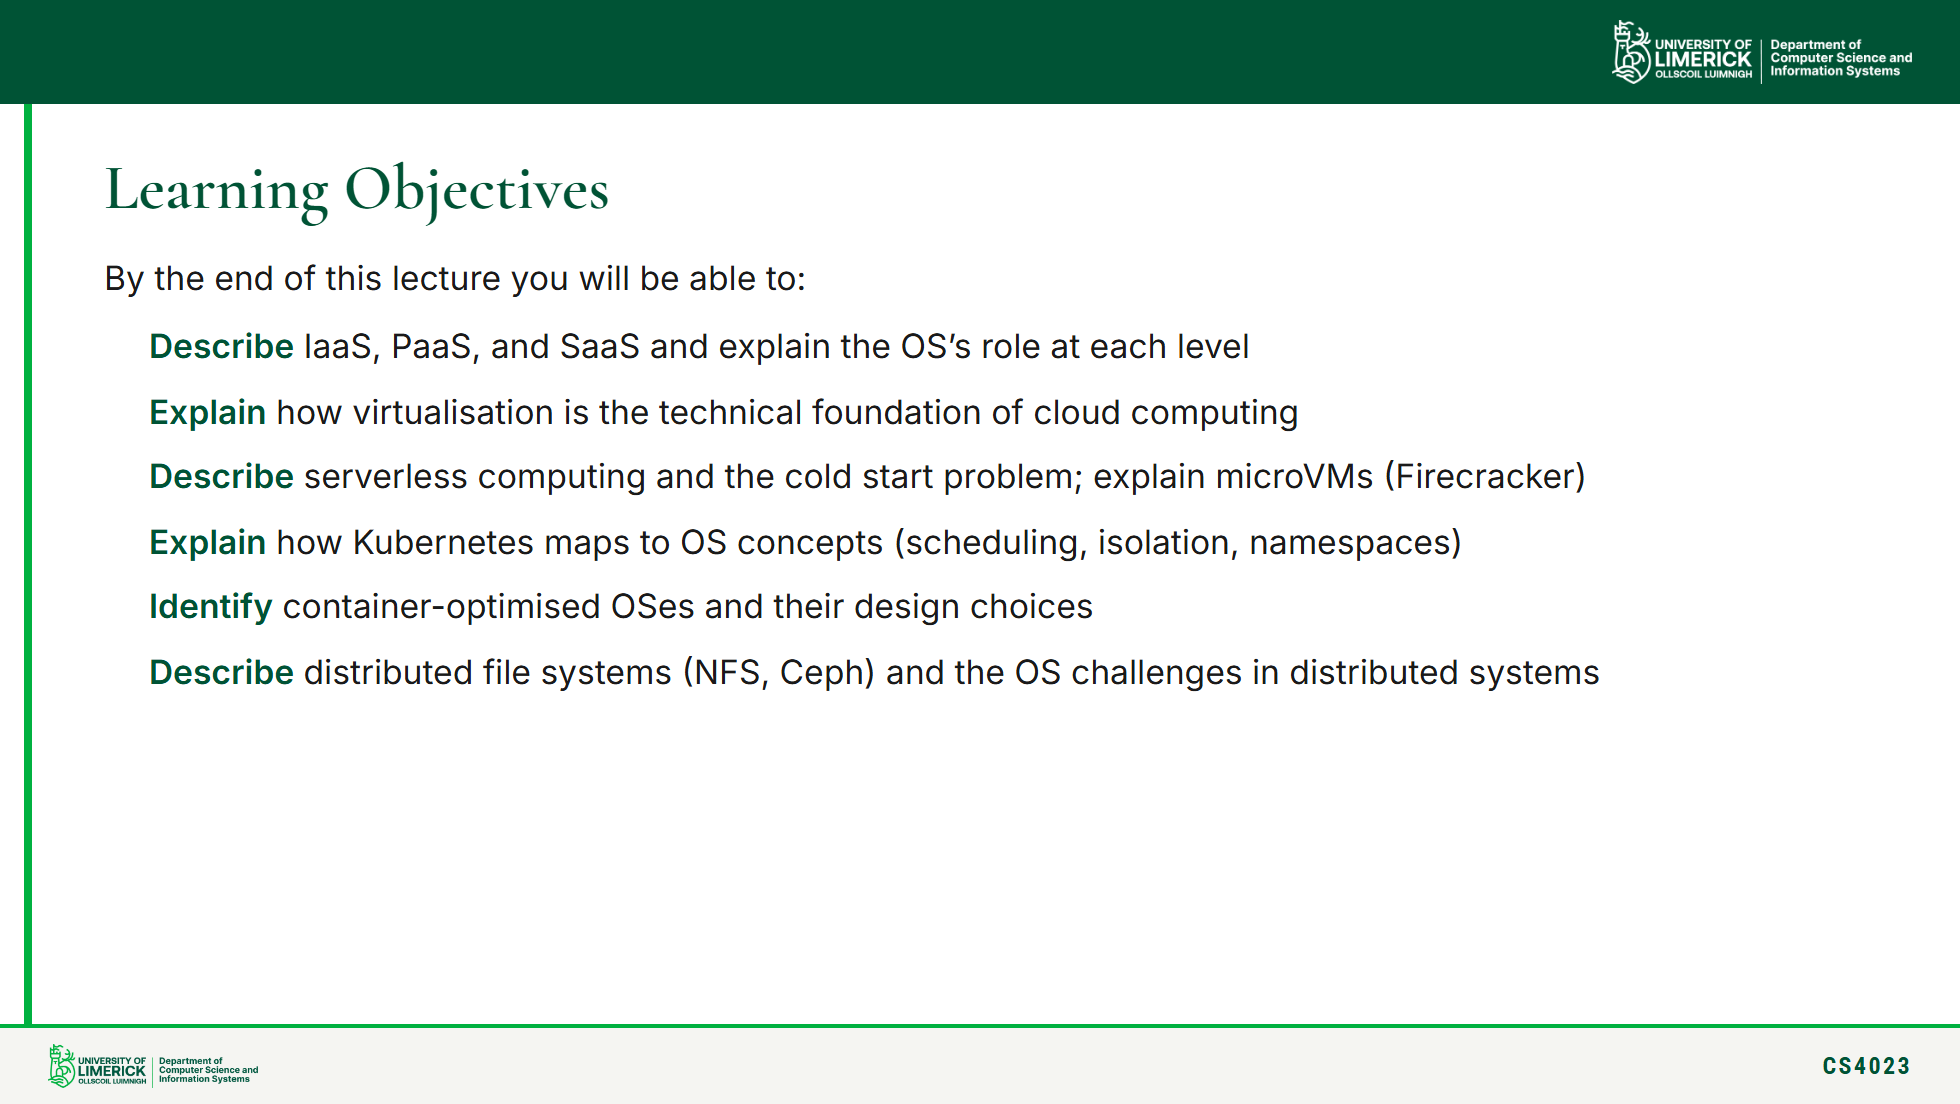 UNIVERSITY OF
LIMERICK
OLLSCOIL LUIMNIGH
Department of
Computer Science and
Information Systems
Learning Objectives
By the end of this lecture you will be able to:
Describe IaaS, PaaS, and SaaS and explain the OS’s role at each level
Explain how virtualisation is the technical foundation of cloud computing
Describe serverless computing and the cold start problem; explain microVMs (Firecracker)
Explain how Kubernetes maps to OS concepts (scheduling, isolation, namespaces)
Identify container-optimised OSes and their design choices
Describe distributed file systems (NFS, Ceph) and the OS challenges in distributed systems
UNIVERSITY OF
LIMERICK
OLLSCOIL LUIMNIGH
Department of
Computer Science and
Information Systems
CS4023